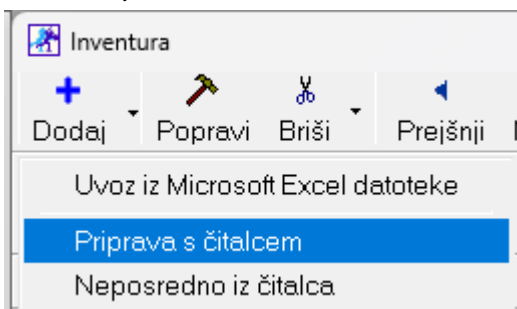 Inventura
Dodaj Popravi Briši Prejšnji
Uvoz iz Microsoft Excel datoteke
Priprava s čitalcem
Neposredno iz čitalca